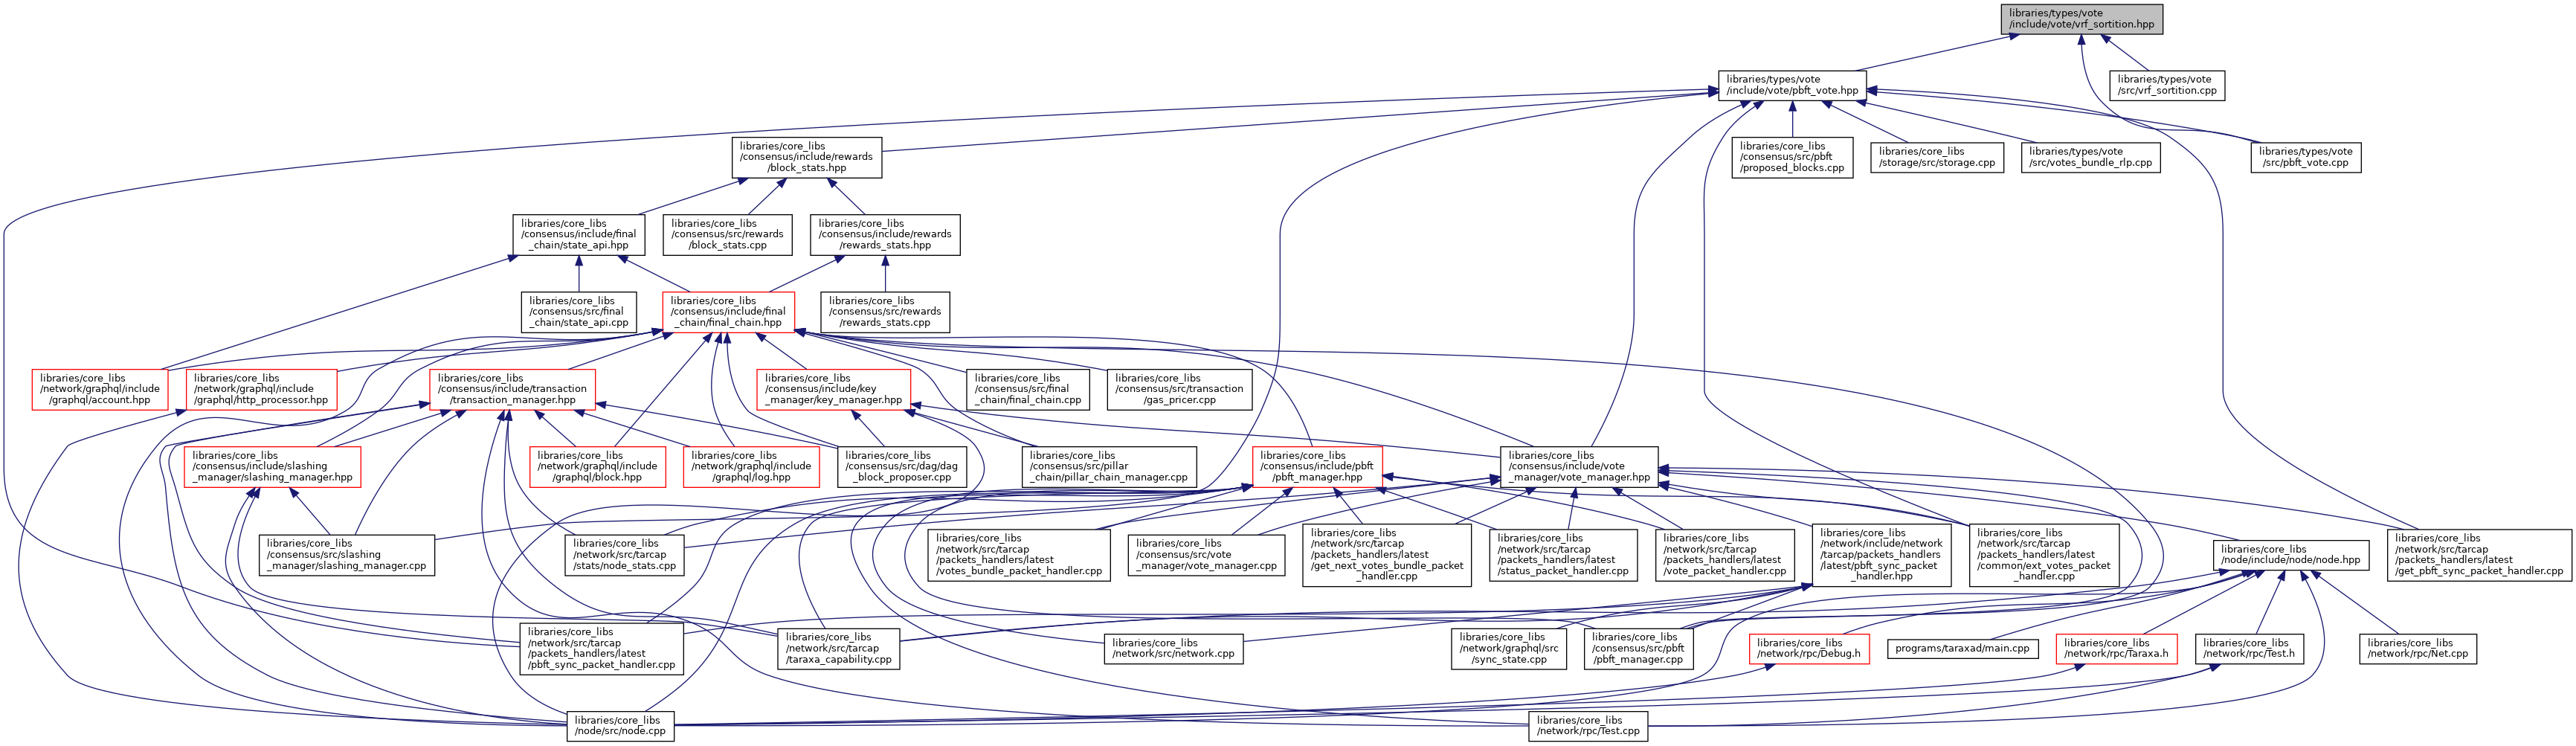 libraries/types/vote
/include/vote/vrf_sortition.hpp
libraries/types/vote
/include/vote/pbft_vote.hpp
libraries/types/vote
/src/vrf_sortition.cpp
libraries/core_libs
/consensus/include/rewards
/block_stats.hpp
libraries/core_libs
/consensus/src/pbft
/proposed_blocks.cpp
libraries/core_libs
/storage/src/storage.cpp
libraries/types/vote
/src/votes_bundle_rlp.cpp
libraries/types/vote
/src/pbft_vote.cpp
libraries/core_libs
/consensus/include/final
_chain/state_api.hpp
libraries/core_libs
/consensus/src/rewards
/block_stats.cpp
libraries/core_libs
/consensus/include/rewards
/rewards_stats.hpp
libraries/core_libs
/consensus/src/final
_chain/state_api.cpp
libraries/core_libs
/consensus/include/final
_chain/final_chain.hpp
libraries/core_libs
/consensus/src/rewards
/rewards_stats.cpp
libraries/core_libs
/network/graphql/include
/graphql/account.hpp
libraries/core_libs
/network/graphql/include
/graphql/http_processor.hpp
libraries/core_libs
/consensus/include/transaction
/transaction_manager.hpp
libraries/core_libs
/consensus/include/key
_manager/key_manager.hpp
libraries/core_libs
/consensus/src/final
_chain/final_chain.cpp
libraries/core_libs
/consensus/src/transaction
/gas_pricer.cpp
libraries/core_libs
/consensus/include/slashing
_manager/slashing_manager.hpp
libraries/core_libs
/network/graphql/include
/graphql/block.hpp
libraries/core_libs
/network/graphql/include
/graphql/log.hpp
libraries/core_libs
/consensus/src/dag/dag
_block_proposer.cpp
libraries/core_libs
/consensus/src/pillar
_chain/pillar_chain_manager.cpp
libraries/core_libs
/consensus/include/pbft
/pbft_manager.hpp
libraries/core_libs
/consensus/include/vote
_manager/vote_manager.hpp
libraries/core_libs
/consensus/src/slashing
_manager/slashing_manager.cpp
libraries/core_libs
/network/src/tarcap
/stats/node_stats.cpp
libraries/core_libs
/network/src/tarcap
/packets_handlers/latest
/votes_bundle_packet_handler.cpp
libraries/core_libs
/consensus/src/vote
_manager/vote_manager.cpp
libraries/core_libs
/network/src/tarcap
/packets_handlers/latest
/get_next_votes_bundle_packet
_handler.cpp
libraries/core_libs
/network/src/tarcap
/packets_handlers/latest
/status_packet_handler.cpp
libraries/core_libs
/network/src/tarcap
/packets_handlers/latest
/vote_packet_handler.cpp
libraries/core_libs
/network/include/network
/tarcap/packets_handlers
/latest/pbft_sync_packet
_handler.hpp
libraries/core_libs
/network/src/tarcap
/packets_handlers/latest
/common/ext_votes_packet
_handler.cpp
libraries/core_libs
/node/include/node/node.hpp
libraries/core_libs
/network/src/tarcap
/packets_handlers/latest
/get_pbft_sync_packet_handler.cpp
libraries/core_libs
/network/src/tarcap
/packets_handlers/latest
/pbft_sync_packet_handler.cpp
libraries/core_libs
/network/src/tarcap
/taraxa_capability.cpp
libraries/core_libs
/network/src/network.cpp
libraries/core_libs
/network/graphql/src
/sync_state.cpp
libraries/core_libs
/consensus/src/pbft
/pbft_manager.cpp
libraries/core_libs
/network/rpc/Debug.h
programs/taraxad/main.cpp
libraries/core_libs
/network/rpc/Taraxa.h
libraries/core_libs
/network/rpc/Test.h
libraries/core_libs
/network/rpc/Net.cpp
libraries/core_libs
/node/src/node.cpp
libraries/core_libs
/network/rpc/Test.cpp